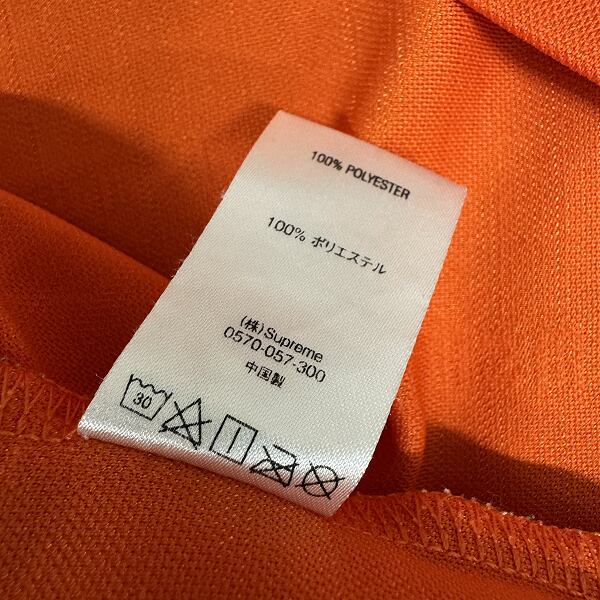 100% POLYESTER
100% ポリエステル
(株)Supreme
0570-057-300
中国製
30